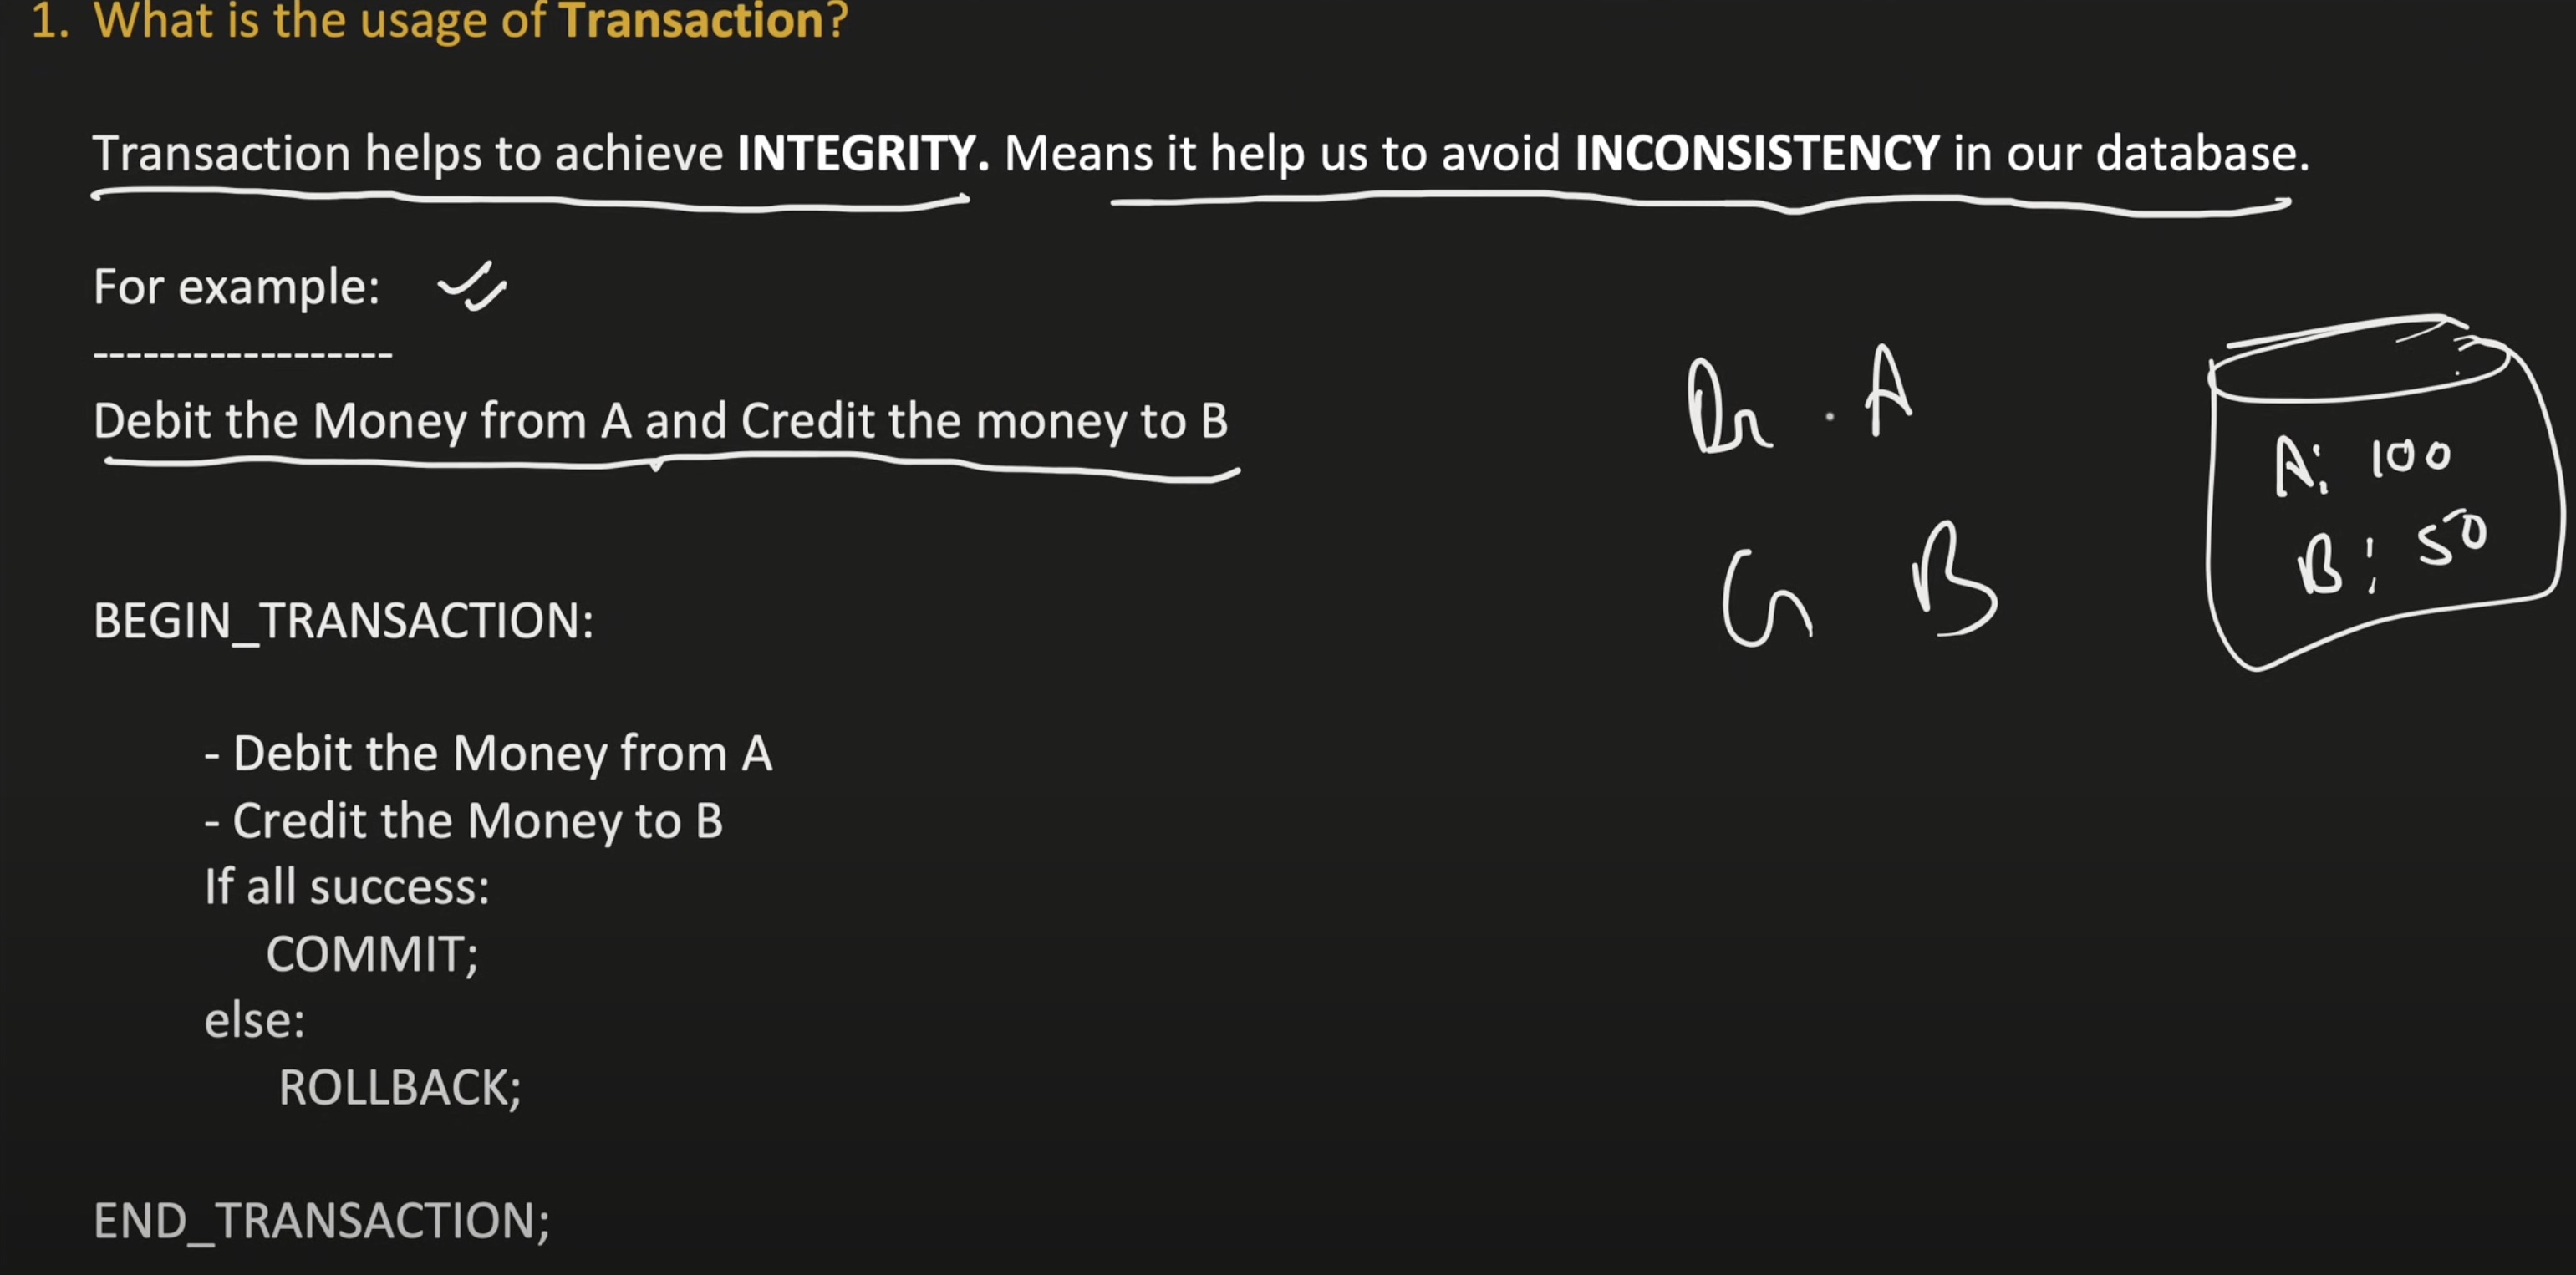 1. What is the usage of Transaction?
Transaction helps to achieve INTEGRITY. Means it help us to avoid INCONSISTENCY in our database.
For example:
------------------
Debit the Money from A and Credit the money to B
BEGIN_TRANSACTION:
- Debit the Money from A
- Credit the Money to B
If all success:
COMMIT;
else:
ROLLBACK;
END_TRANSACTION;
Dr. A
Cr B
A: 100
B: 50